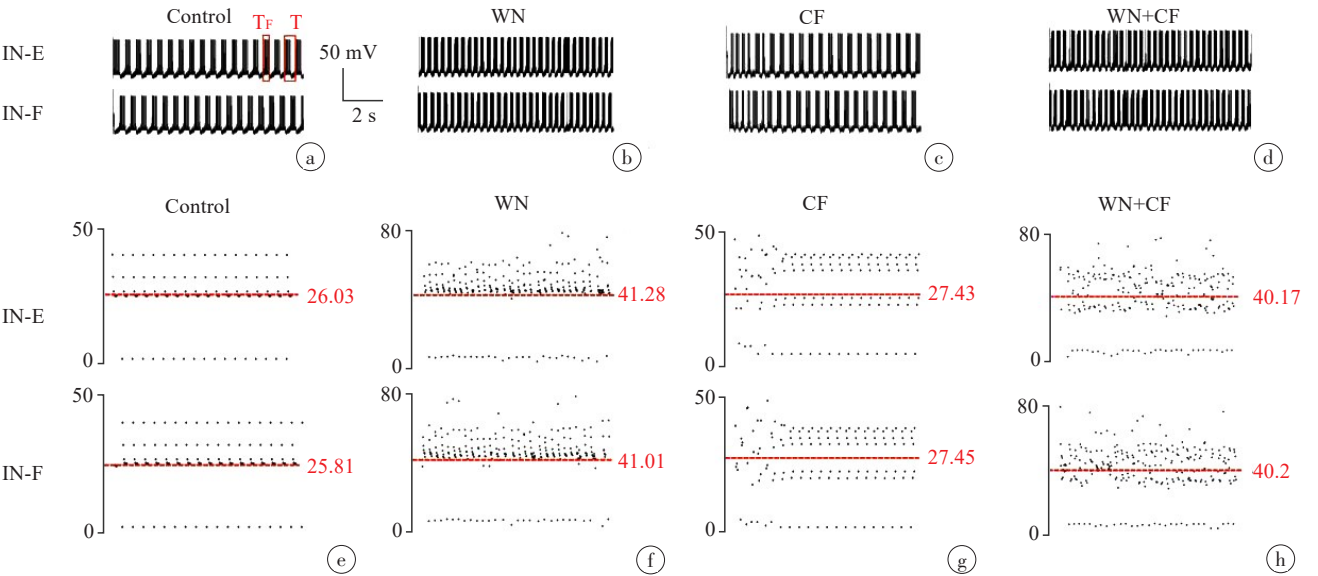 Control WN CF WN+CF
TF T
IN-E
50 mV
IN-F
2 s
a b c d
Control WN CF WN+CF
50 80 50 80
IN-E
26.03 41.28 27.43 40.17
0 0 0 0
50 80 50 80
IN-F
25.81 41.01 27.45 40.2
0 0 0 0
e f g h